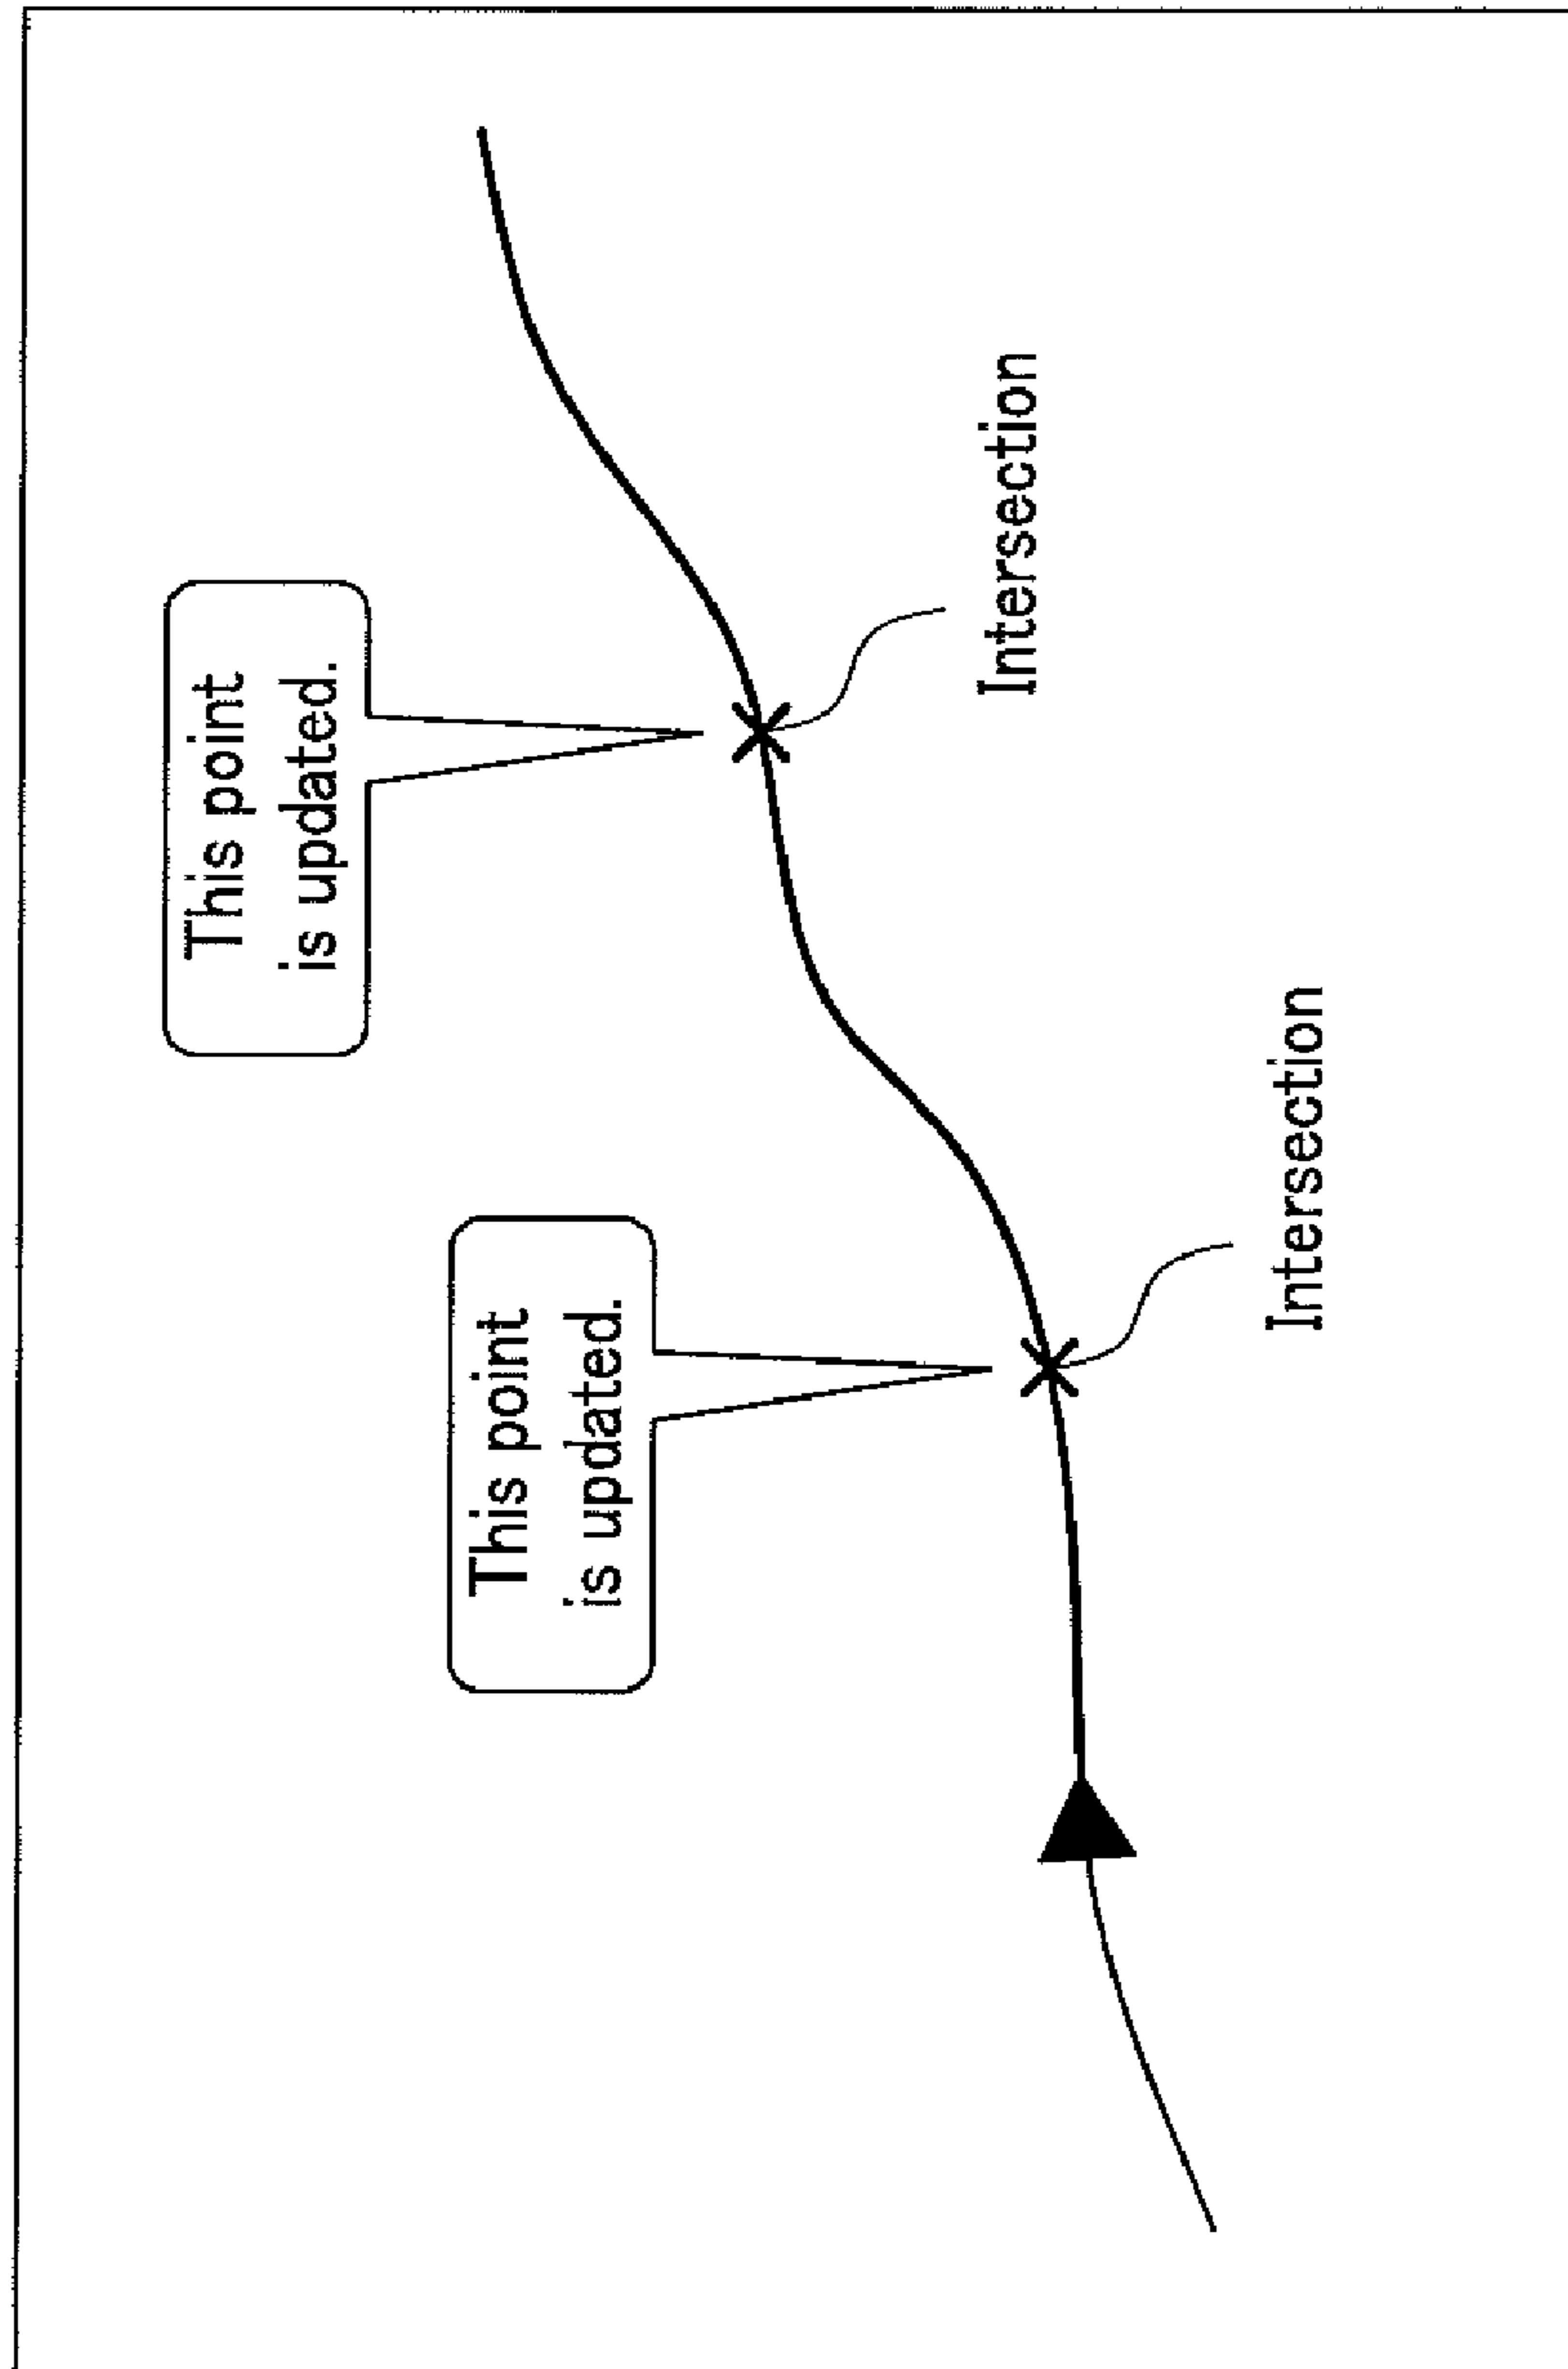 This point
is updated.
This point
is updated.
Intersection
Intersection